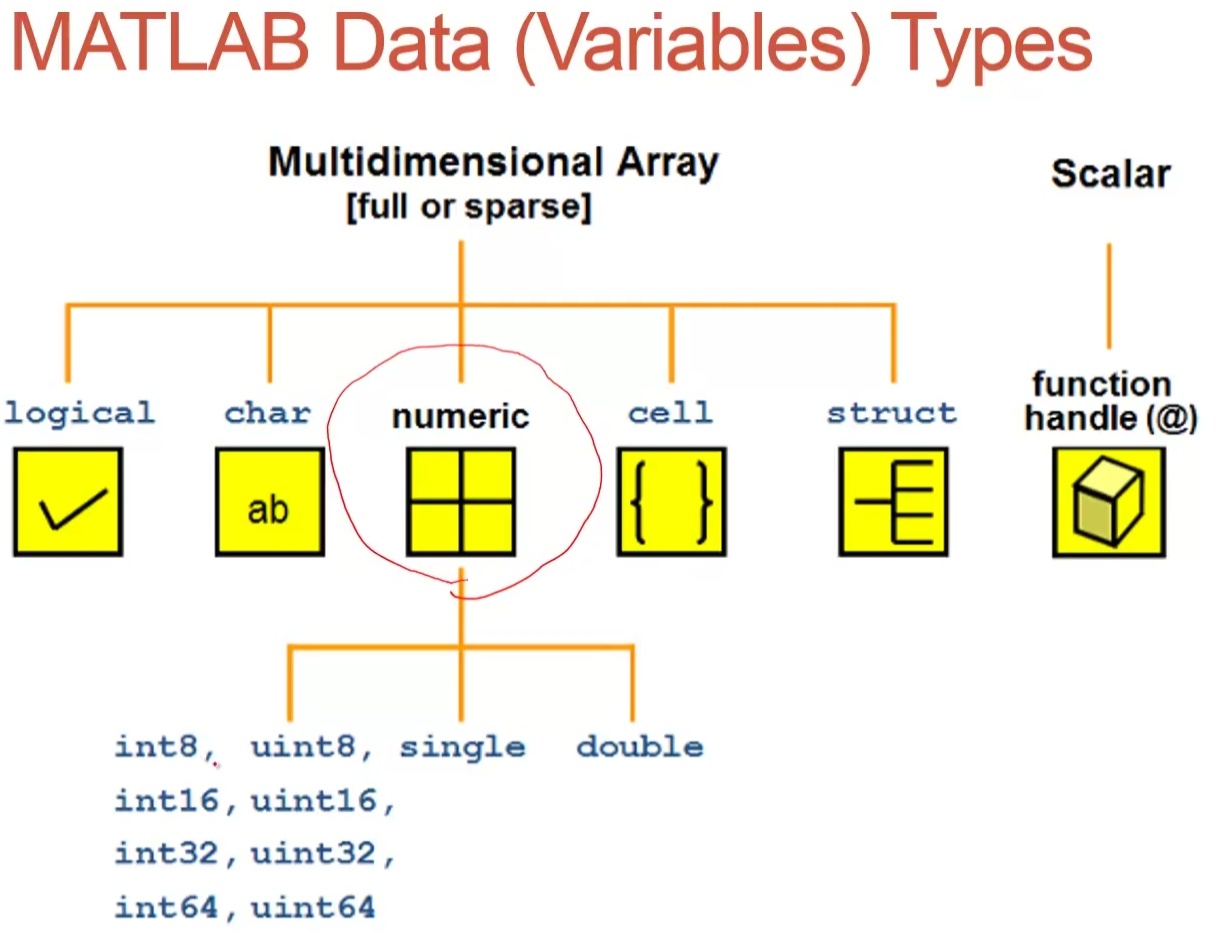 MATLAB Data (Variables) Types
Multidimensional Array
[full or sparse]
Scalar
logical
char
numeric
cell
struct
function
handle (@)
ab
{ }
int8, uint8, single double
int16, uint16,
int32, uint32,
int64, uint64